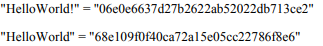 "HelloWorld!" = "06e0e6637d27b2622ab52022db713ce2"
"HelloWorld" = "68e109f0f40ca72a15e05cc22786f8e6"